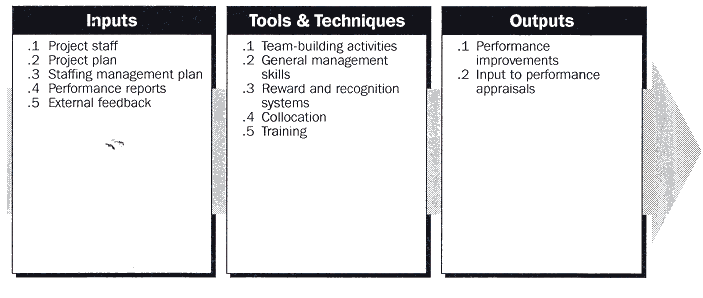 Inputs
.1 Project staff
.2 Project plan
.3 Staffing management plan
.4 Performance reports
.5 External feedback
Tools & Techniques
.1 Team-building activities
.2 General management
skills
.3 Reward and recognition
systems
.4 Collocation
.5 Training
Outputs
.1 Performance
improvements
.2 Input to performance
appraisals